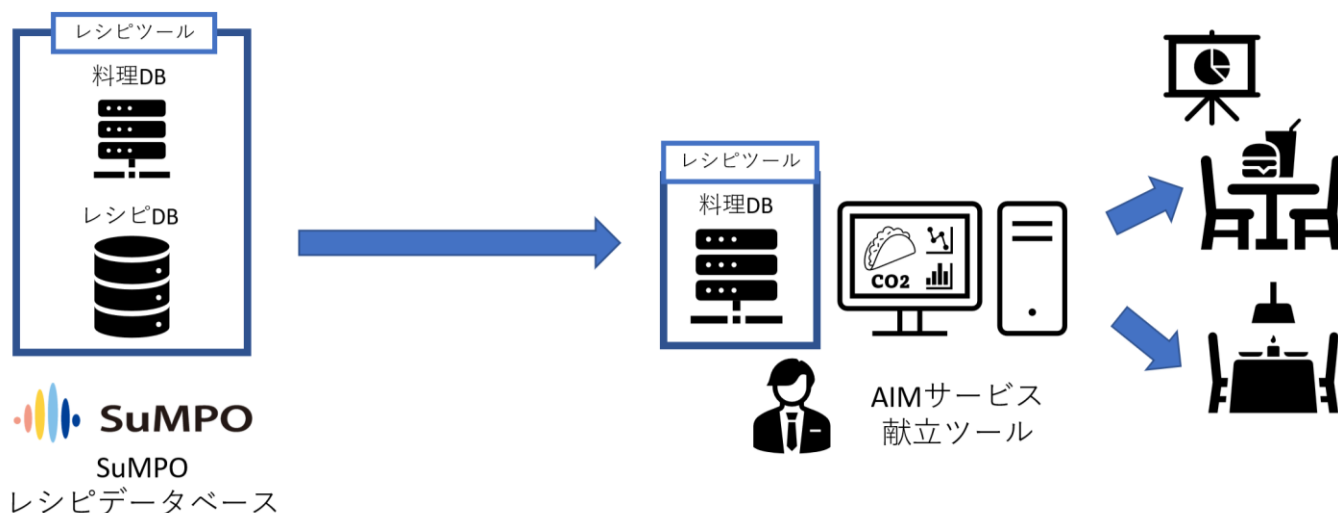 レシピツール
料理DB
レシピDB
SuMPO
SuMPO
レシピデータベース
レシピツール
料理DB
CO2
AIMサービス
献立ツール